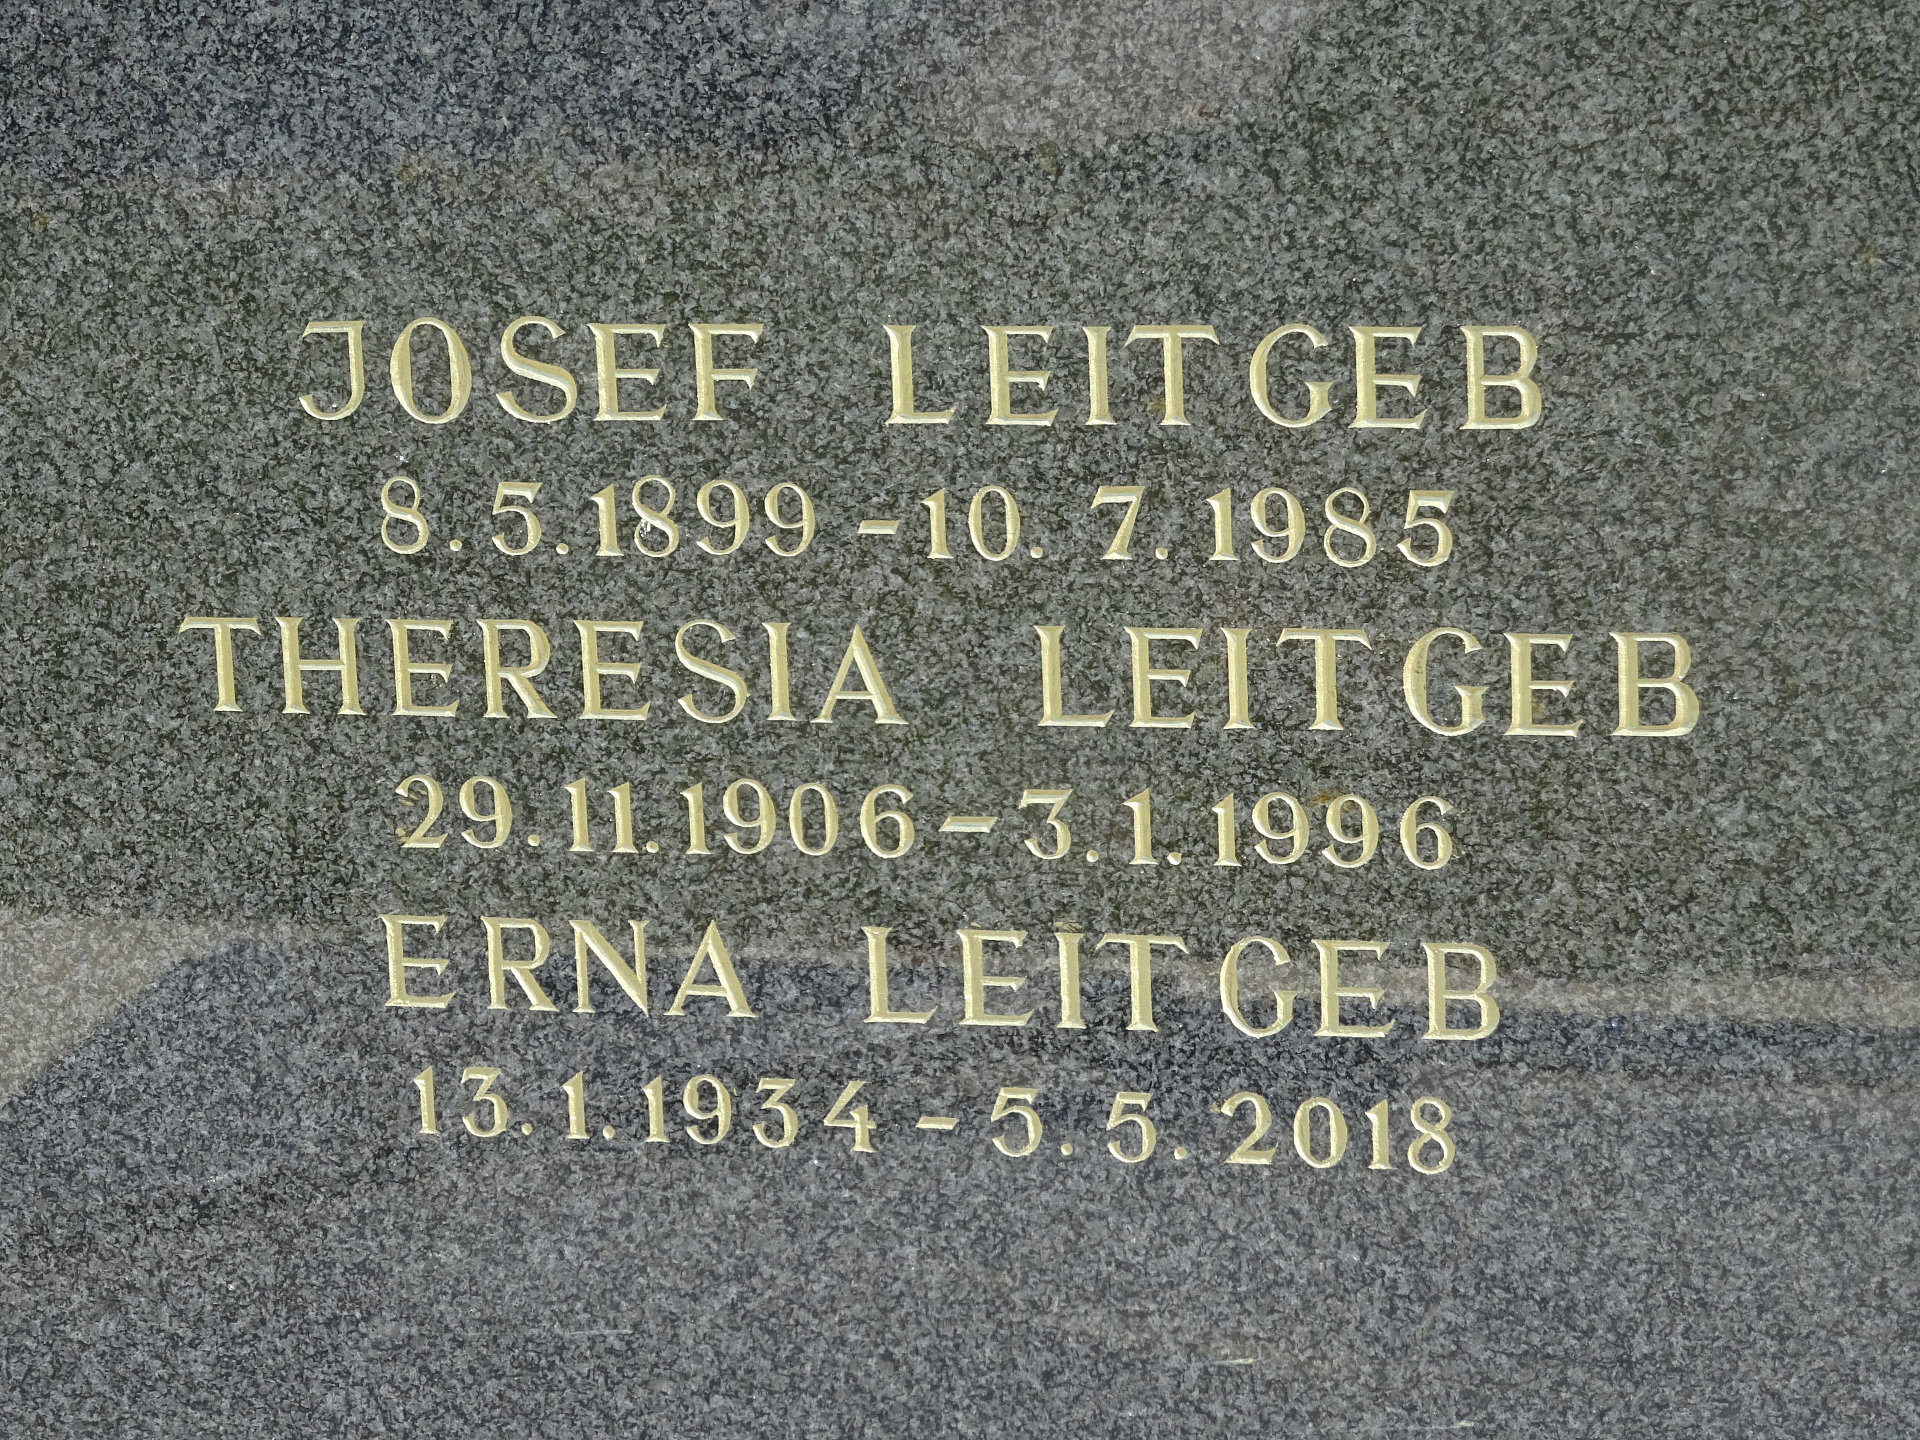 JOSEF LEITGEB
8. 5. 1899 - 10. 7. 1985
THERESIA LEITGEB
29. 11. 1906 - 3. 1. 1996
ERNA LEITGEB
13. 1. 1934 - 5. 5. 2018